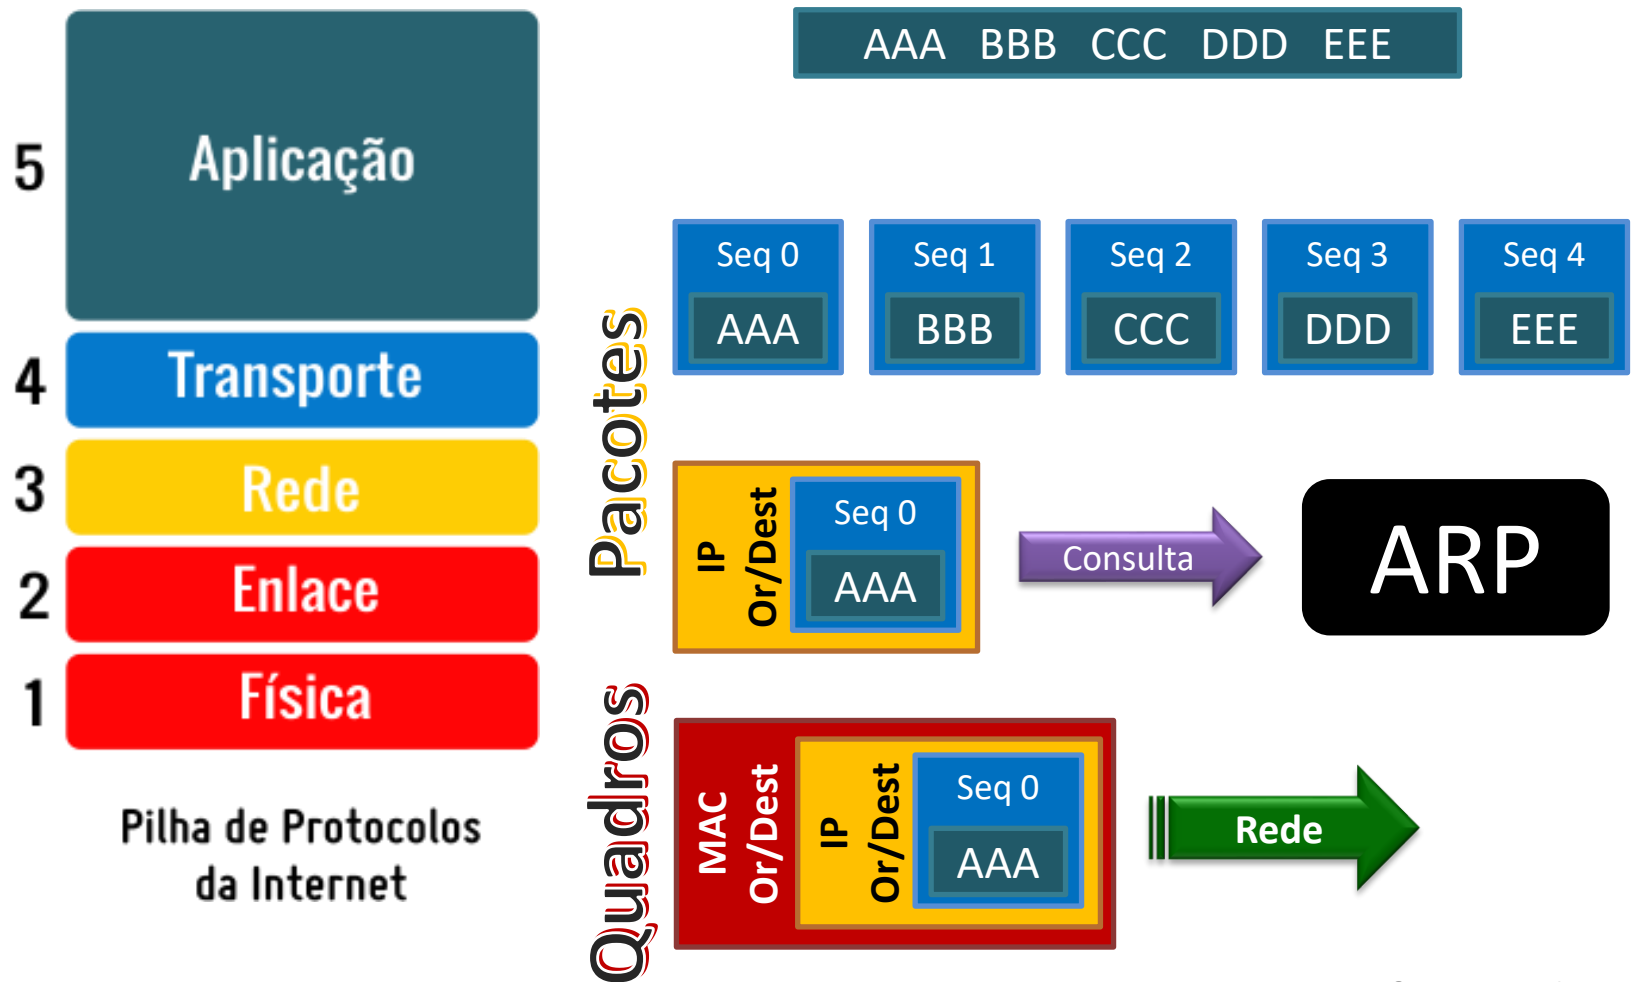 AAA BBB CCC DDD EEE
5
Aplicação
4
Transporte
3
Rede
2
Enlace
1
Física
Pilha de Protocolos
da Internet
Pacotes
Seq 0
AAA
Seq 1
BBB
Seq 2
CCC
Seq 3
DDD
Seq 4
EEE
IP
Or/Dest
Seq 0
AAA
Consulta
ARP
Quadros
MAC
Or/Dest
IP
Or/Dest
Seq 0
AAA
Rede